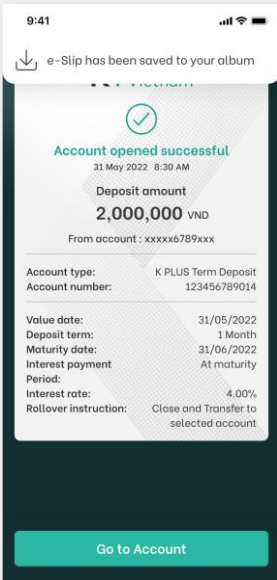 9:41
e-Slip has been saved to your album
Vietnam
Account opened successful
31 May 2022 8:30 AM
Deposit amount
2,000,000 VND
From account : xxxxx6789xxx
Account type: K PLUS Term Deposit
Account number: 123456789014
Value date: 31/05/2022
Deposit term: 1 Month
Maturity date: 31/06/2022
Interest payment At maturity
Period:
Interest rate: 4.00%
Rollover instruction: Close and Transfer to
selected account
Go to Account